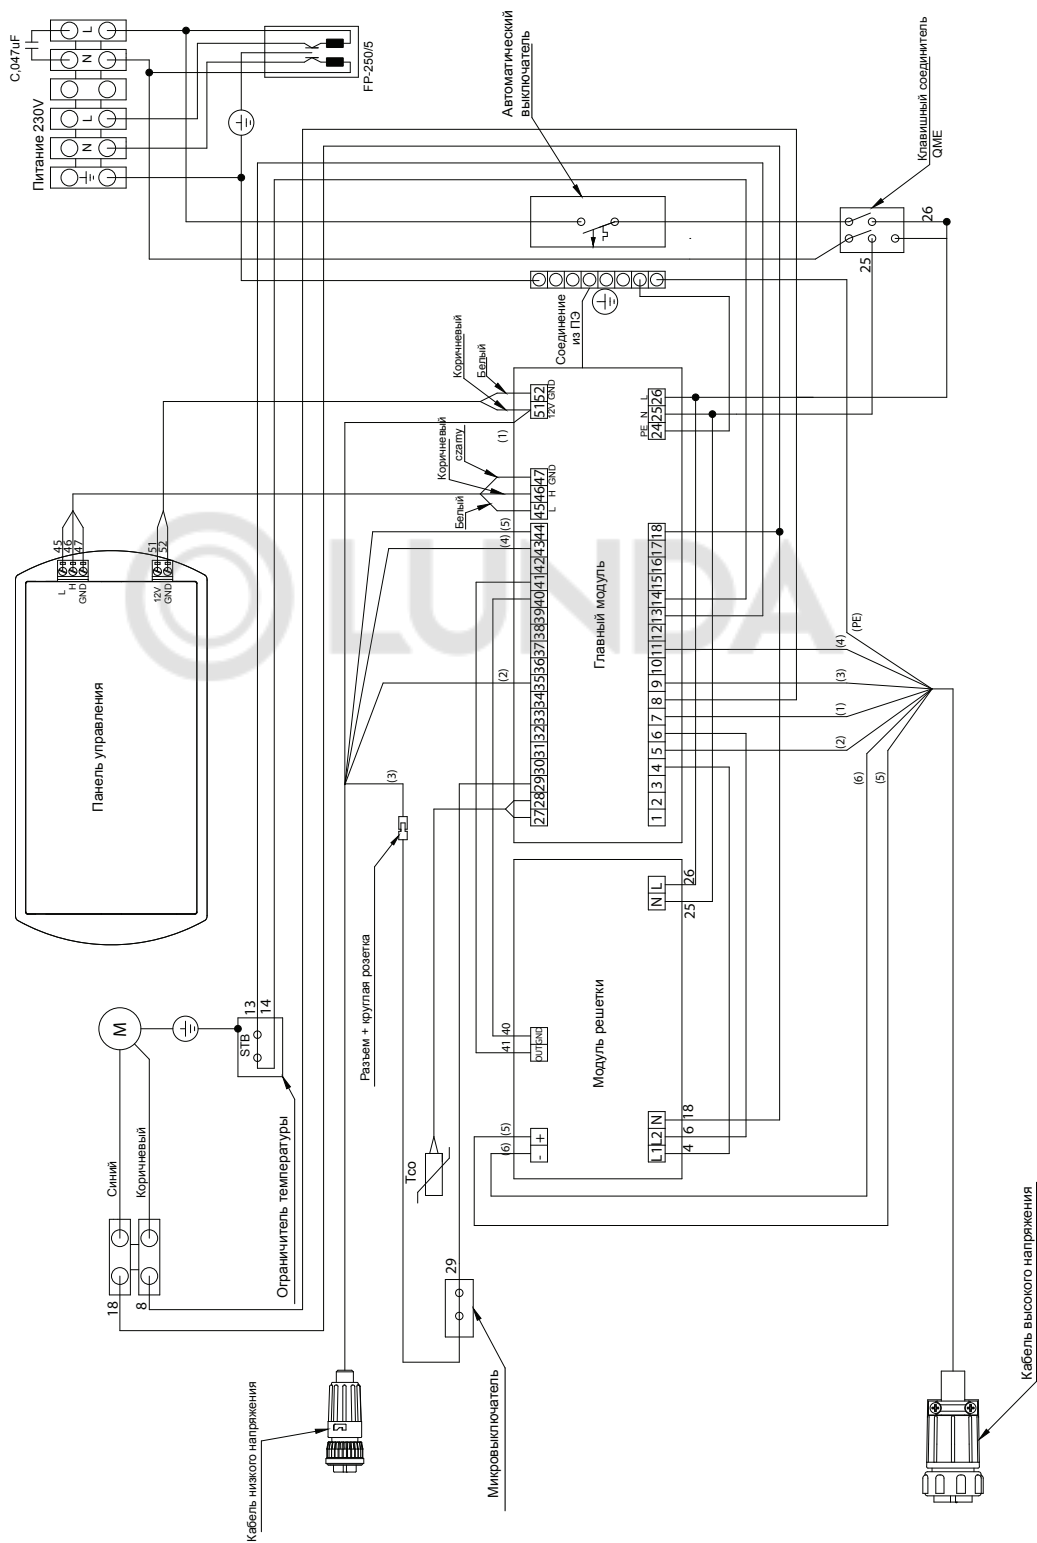 C,047uF
L
N
L
N
Питание 230V
FP-250/5
Автоматический
выключатель
Клавишный соединитель
QME
26
25
Соединение
из ПЭ
Коричневый
Белый
51 52
12V GND
(1)
Коричневый
czarny
Белый
45 46 47
L H GND
PE N L
24 25 26
(5)
(4)
(2)
(3)
27 28 29 30 31 32 33 34 35 36 37 38 39 40 41 42 43 44
Главный модуль
1 2 3 4 5 6 7 8 9 10 11 12 13 14 15 16 17 18
(PE)
(4)
(3)
(1)
(2)
(6)
(5)
45
46
47
L
H
GND
51
52
12V
GND
Панель управления
LUNDA
M
STB
13
14
Синий
Коричневый
18
8
Ограничитель температуры
Разъем + круглая розетка
Tco
29
Микровыключатель
Модуль решетки
N L
25
26
41 40
OUT GND
(6) (5)
- +
L1 L2 N
4 6 18
Кабель низкого напряжения
Кабель высокого напряжения